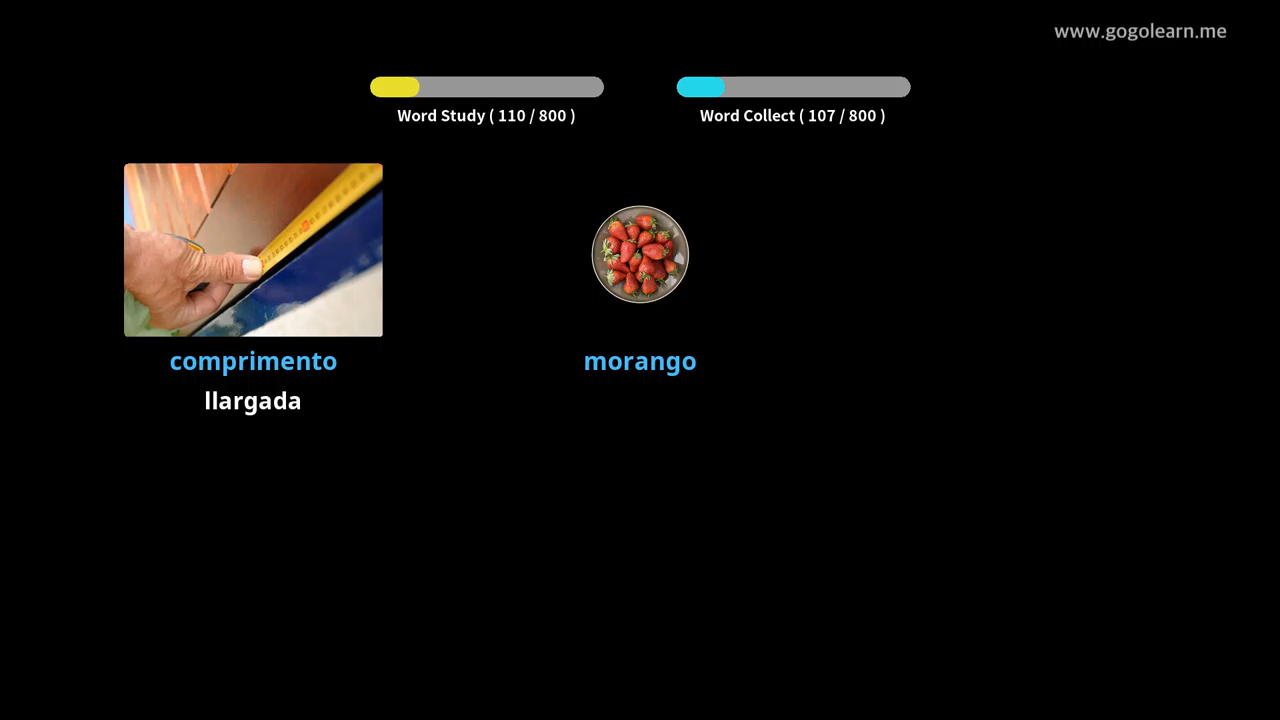 www.gogolearn.me
Word Study ( 110 / 800 )
Word Collect ( 107 / 800 )
comprimento
llargada
morango